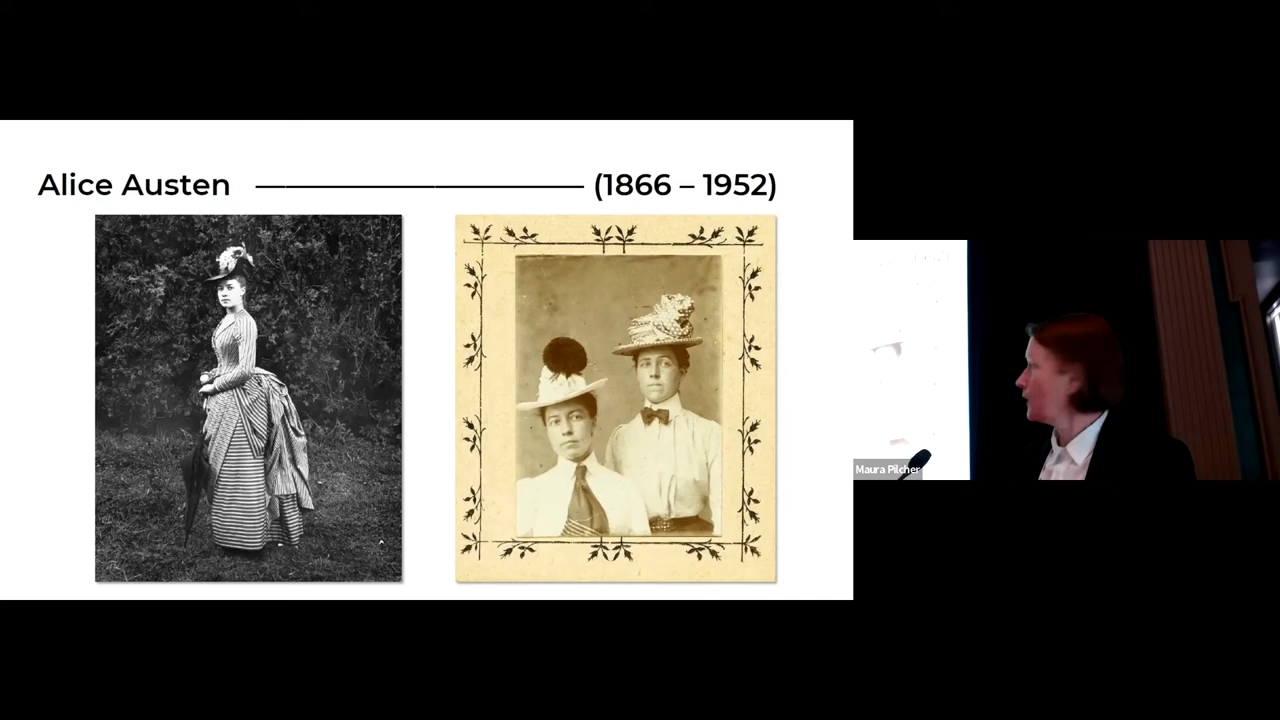 Alice Austen (1866 – 1952)
Maura Pilcher